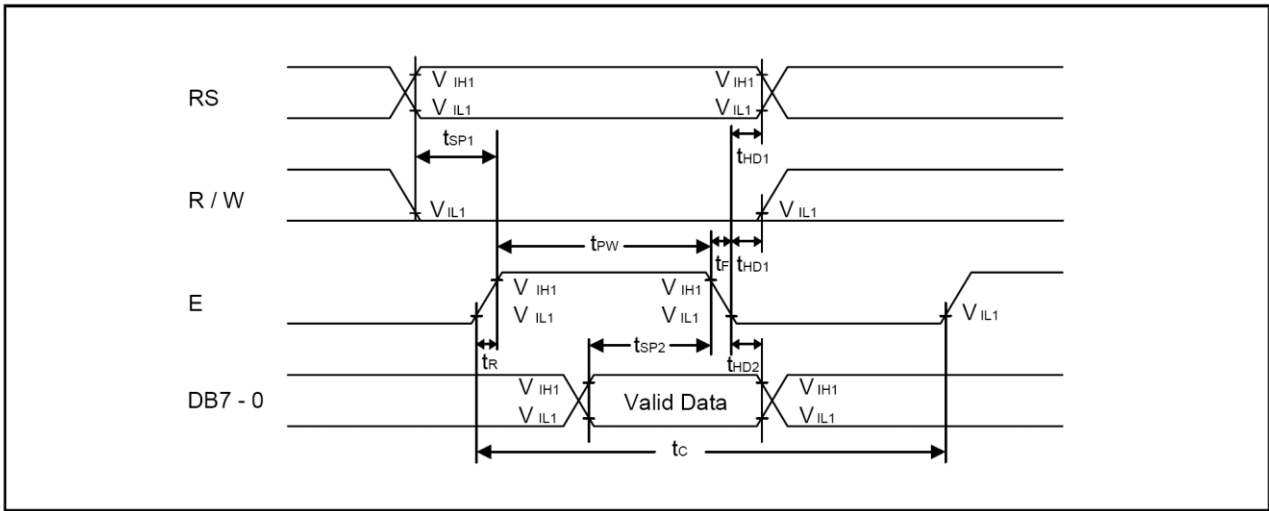 RS
V IH1 V IH1
V IL1 V IL1
tSP1 tHD1
R / W
V IL1 V IL1
tPW tF tHD1
E
V IH1 V IH1
V IL1 V IL1 V IL1
tR tSP2 tHD2
DB7 - 0
V IH1 Valid Data V IH1
V IL1 V IL1
tC